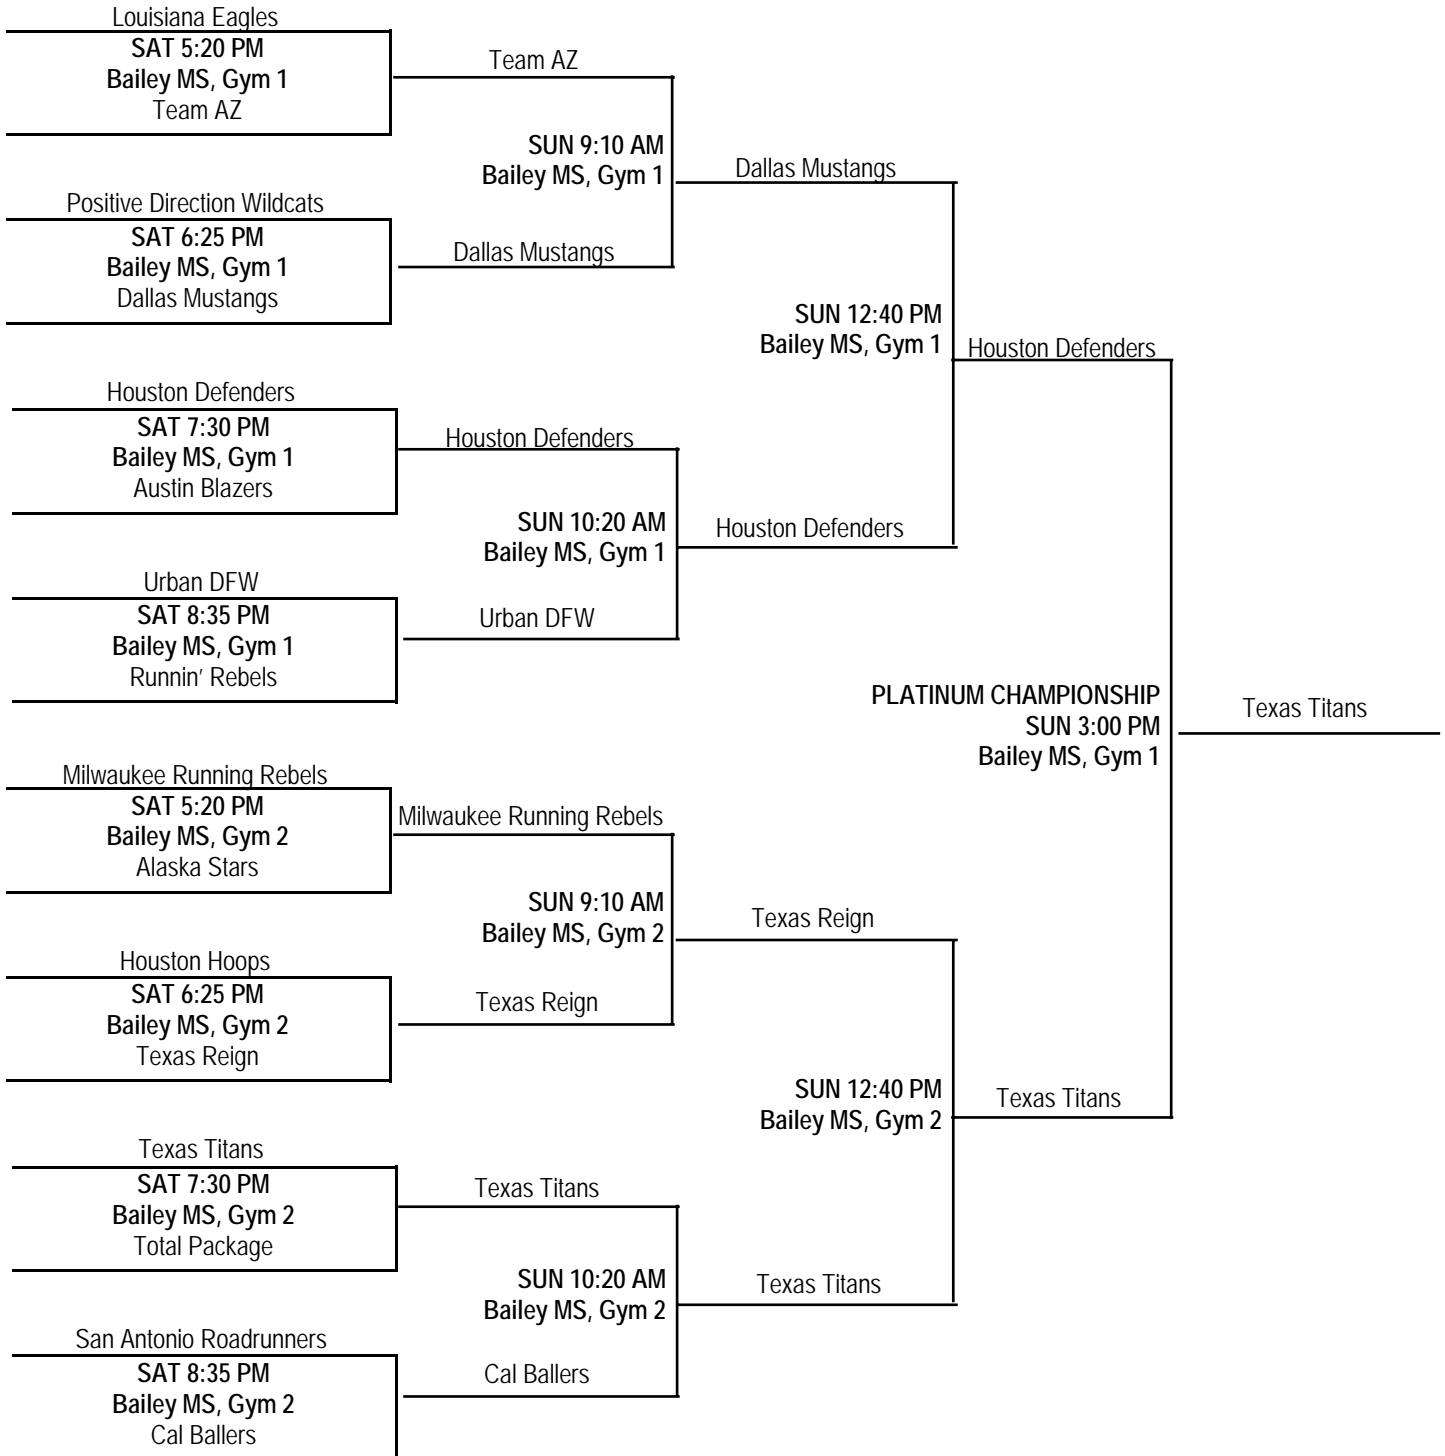 Louisiana Eagles
SAT 5:20 PM
Bailey MS, Gym 1
Team AZ
Positive Direction Wildcats
SAT 6:25 PM
Bailey MS, Gym 1
Dallas Mustangs
Houston Defenders
SAT 7:30 PM
Bailey MS, Gym 1
Austin Blazers
Urban DFW
SAT 8:35 PM
Bailey MS, Gym 1
Runnin’ Rebels
Milwaukee Running Rebels
SAT 5:20 PM
Bailey MS, Gym 2
Alaska Stars
Houston Hoops
SAT 6:25 PM
Bailey MS, Gym 2
Texas Reign
Texas Titans
SAT 7:30 PM
Bailey MS, Gym 2
Total Package
San Antonio Roadrunners
SAT 8:35 PM
Bailey MS, Gym 2
Cal Ballers
Team AZ
SUN 9:10 AM
Bailey MS, Gym 1
Dallas Mustangs
Houston Defenders
SUN 10:20 AM
Bailey MS, Gym 1
Urban DFW
Milwaukee Running Rebels
SUN 9:10 AM
Bailey MS, Gym 2
Texas Reign
Texas Titans
SUN 10:20 AM
Bailey MS, Gym 2
Cal Ballers
Dallas Mustangs
SUN 12:40 PM
Bailey MS, Gym 1
Houston Defenders
Texas Reign
SUN 12:40 PM
Bailey MS, Gym 2
Texas Titans
Houston Defenders
PLATINUM CHAMPIONSHIP
SUN 3:00 PM
Bailey MS, Gym 1
Texas Titans
Texas Titans